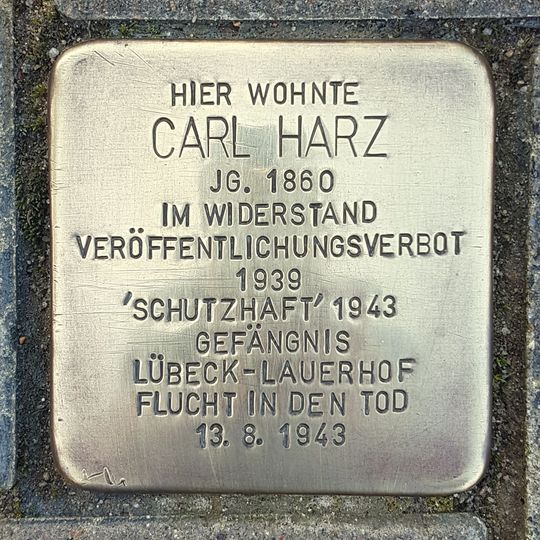 HIER WOHNTE
CARL HARZ
JG. 1860
IM WIDERSTAND
VERÖFFENTLICHUNGSVERBOT
1939
'SCHUTZHAFT' 1943
GEFÄNGNIS
LÜBECK-LAUERHOF
FLUCHT IN DEN TOD
13. 8. 1943